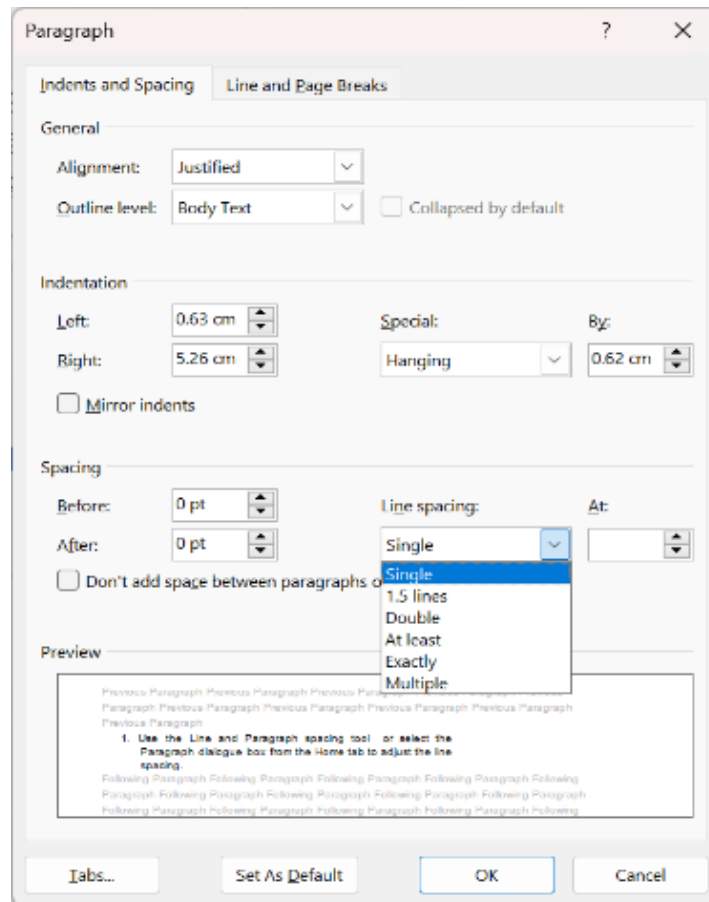 Paragraph ?
Indents and Spacing Line and Page Breaks
General
Alignment: Justified
Outline level: Body Text Collapsed by default
Indentation
Left: 0.63 cm Special: By:
Right: 5.26 cm Hanging 0.62 cm
Mirror indents
Spacing
Before: 0 pt Line spacing: At:
After: 0 pt Single
Don't add space between paragraphs o
Single
1.5 lines
Double
At least
Exactly
Multiple
Preview
Previous Paragraph Previous Paragraph Previous
Paragraph Previous Paragraph Previous Paragraph Previous Paragraph Previous Paragraph
Previous Paragraph
1. Use the Line and Paragraph spacing tool or select the
Paragraph dialogue box from the Home tab to adjust the line
spacing.
Following Paragraph Following Paragraph Following Paragraph Following Paragraph Following
Paragraph Following Paragraph Following Paragraph Following Paragraph Following Paragraph
Following Paragraph Following Paragraph Following Paragraph Following Paragraph Following
Tabs... Set As Default OK Cancel